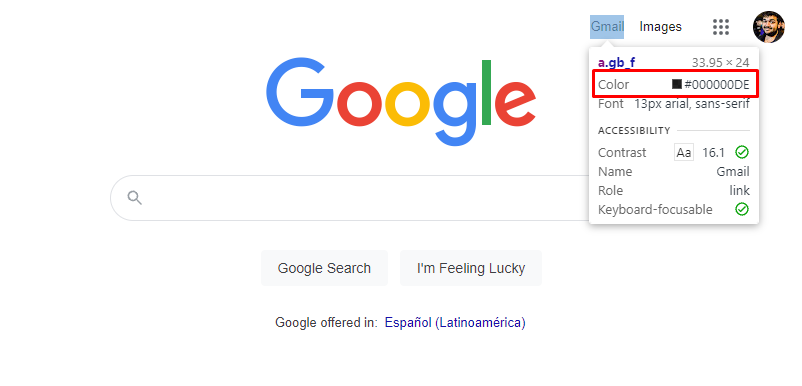 Gmail Images
Google
a.gb_f 33.95 × 24
Color #000000DE
Font 13px arial, sans-serif
ACCESSIBILITY
Contrast Aa 16.1
Name Gmail
Role link
Keyboard-focusable
Google Search I'm Feeling Lucky
Google offered in: Español (Latinoamérica)